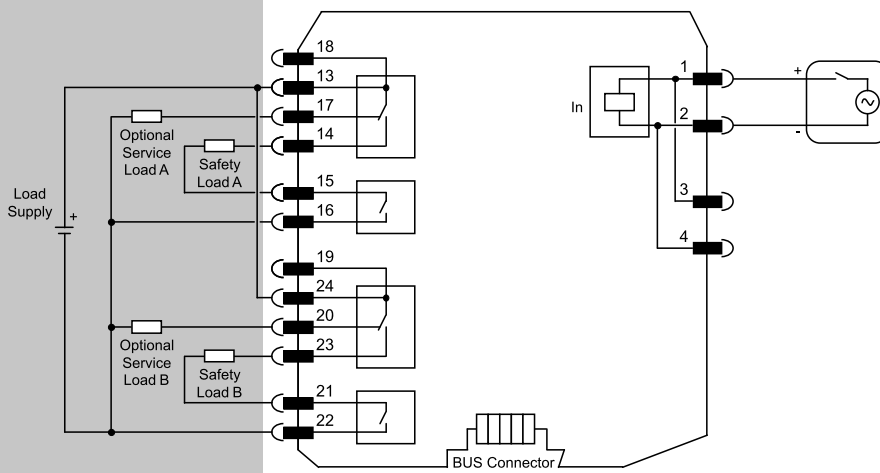 18
13
17
14
Optional
Service
Load A
Safety
Load A
15
16
Load
Supply
+
19
24
20
23
Optional
Service
Load B
Safety
Load B
21
22
In
1
2
3
4
+
-
BUS Connector